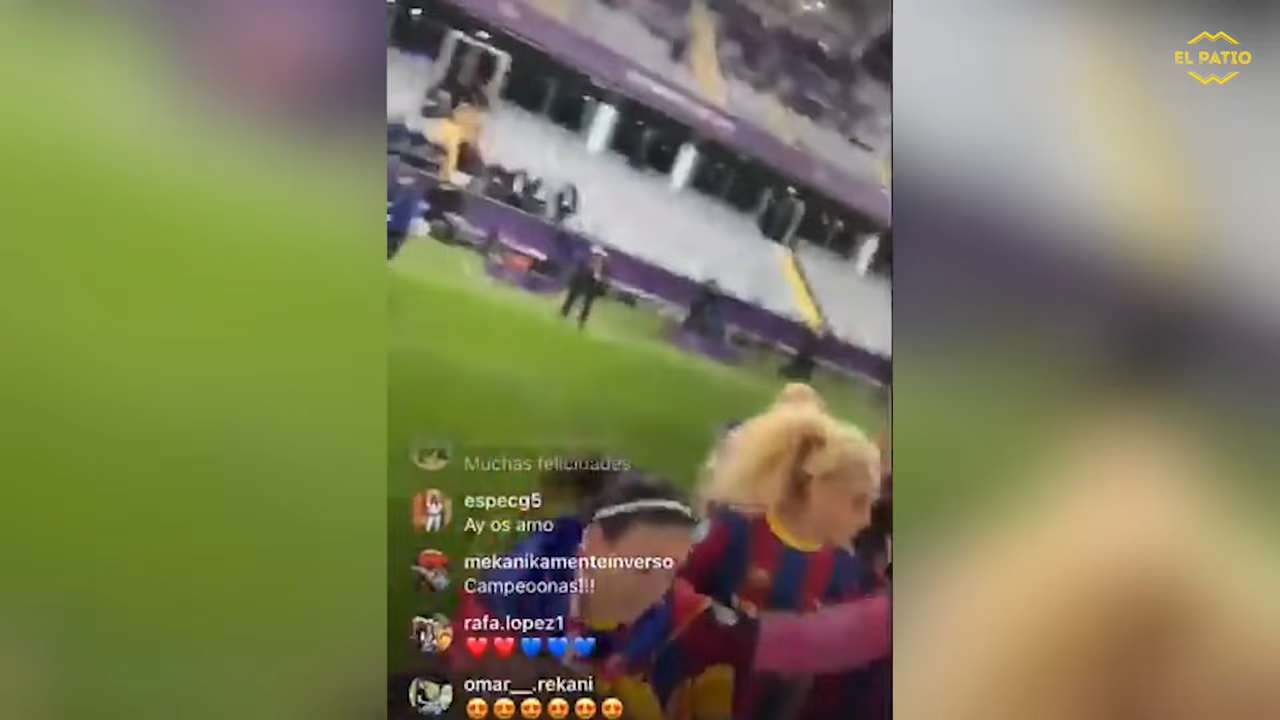 EL PATIO
Muchas felicidades
especg5
Ay os amo
mekanikamenteinverso
Campeoonas!!!
rafa.lopez1
❤️❤️💙💙💙
omar__.rekani
😍😍😍😍😍😍